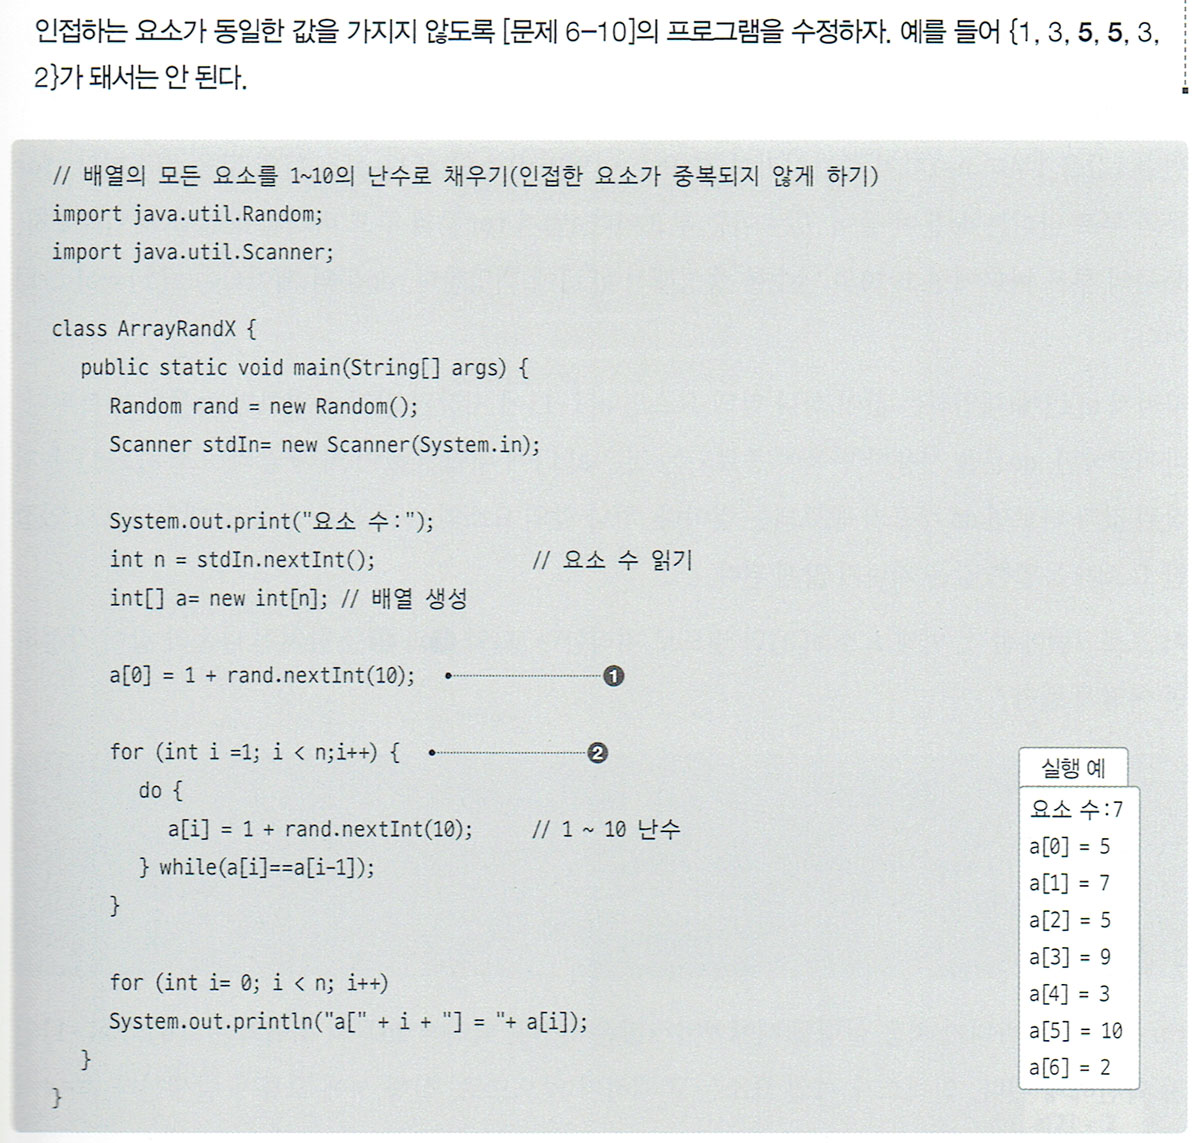 인접하는 요소가 동일한 값을 가지지 않도록 [문제 6-10]의 프로그램을 수정하자. 예를 들어 {1, 3, 5, 5, 3,
2}가 돼서는 안 된다.
// 배열의 모든 요소를 1~10의 난수로 채우기(인접한 요소가 중복되지 않게 하기)
import java.util.Random;
import java.util.Scanner;
class ArrayRandX {
public static void main(String[] args) {
Random rand = new Random();
Scanner stdIn= new Scanner(System.in);
System.out.print("요소 수:");
int n = stdIn.nextInt(); // 요소 수 읽기
int[] a= new int[n]; // 배열 생성
a[0] = 1 + rand.nextInt(10); ❶
for (int i =1; i < n;i++) { ❷
do {
a[i] = 1 + rand.nextInt(10); // 1 ~ 10 난수
} while(a[i]==a[i-1]);
}
for (int i= 0; i < n; i++)
System.out.println("a[" + i + "] = "+ a[i]);
}
}
실행 예
요소 수:7
a[0] = 5
a[1] = 7
a[2] = 5
a[3] = 9
a[4] = 3
a[5] = 10
a[6] = 2